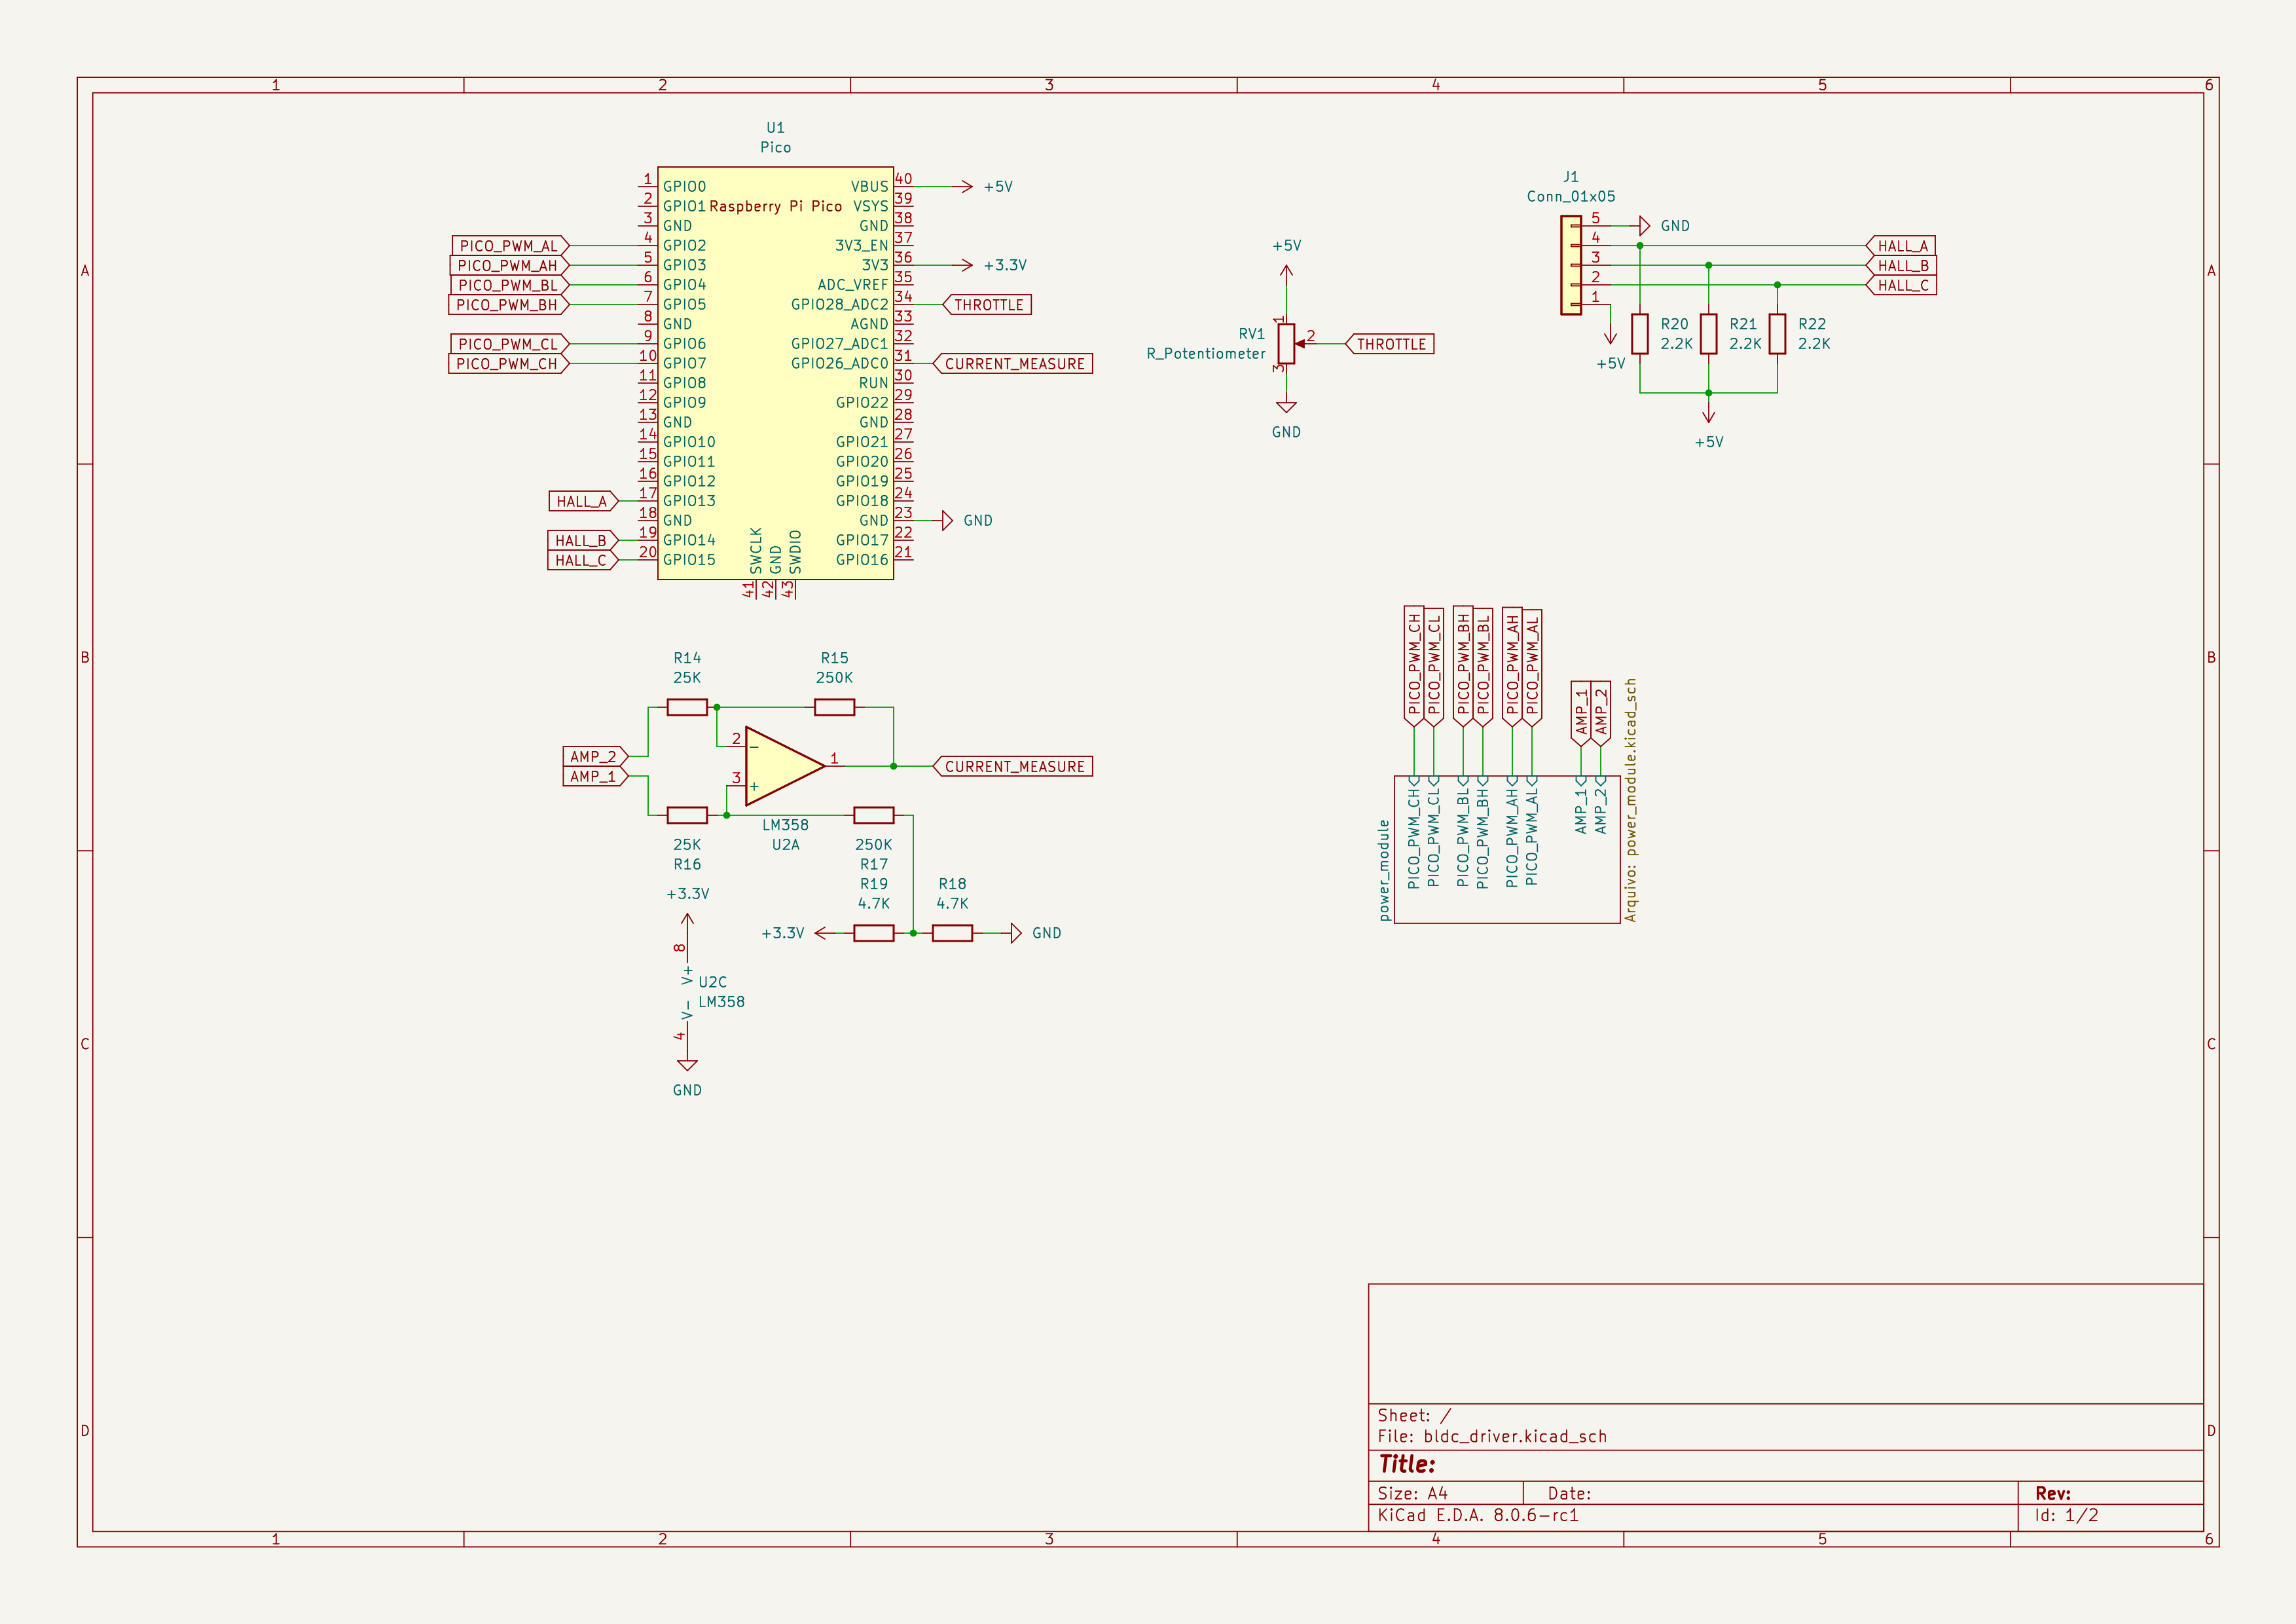 1 2 3 4 5 6
A
B
C
D
U1
Pico
Raspberry Pi Pico
1 GPIO0
2 GPIO1
3 GND
PICO_PWM_AL 4 GPIO2
PICO_PWM_AH 5 GPIO3
PICO_PWM_BL 6 GPIO4
PICO_PWM_BH 7 GPIO5
8 GND
PICO_PWM_CL 9 GPIO6
PICO_PWM_CH 10 GPIO7
11 GPIO8
12 GPIO9
13 GND
14 GPIO10
15 GPIO11
16 GPIO12
HALL_A 17 GPIO13
18 GND
HALL_B 19 GPIO14
HALL_C 20 GPIO15
SWCLK 41
GND 42
SWDIO 43
VBUS 40 +5V
VSYS 39
GND 38
3V3_EN 37
3V3 36 +3.3V
ADC_VREF 35
GPIO28_ADC2 34 THROTTLE
AGND 33
GPIO27_ADC1 32
GPIO26_ADC0 31 CURRENT_MEASURE
RUN 30
GPIO22 29
GND 28
GPIO21 27
GPIO20 26
GPIO19 25
GPIO18 24
GND 23 GND
GPIO17 22
GPIO16 21
+5V
1
RV1
R_Potentiometer
2 THROTTLE
3
GND
J1
Conn_01x05
5 GND
4 HALL_A
3 HALL_B
2 HALL_C
1
+5V
R20
2.2K
R21
2.2K
R22
2.2K
+5V
R14
25K
R15
250K
AMP_2
AMP_1
2 −
3 +
1 CURRENT_MEASURE
LM358
U2A
25K
R16
250K
R17
R19
4.7K
R18
4.7K
+3.3V
GND
+3.3V
8
V+
U2C
LM358
V−
4
GND
PICO_PWM_CH
PICO_PWM_CL
PICO_PWM_BH
PICO_PWM_BL
PICO_PWM_AH
PICO_PWM_AL
AMP_1
AMP_2
power_module
PICO_PWM_CH
PICO_PWM_CL
PICO_PWM_BL
PICO_PWM_BH
PICO_PWM_AH
PICO_PWM_AL
AMP_1
AMP_2
Arquivo: power_module.kicad_sch
Sheet: /
File: bldc_driver.kicad_sch
Title:
Size: A4 Date: Rev:
KiCad E.D.A. 8.0.6−rc1 Id: 1/2
A
B
C
D
1 2 3 4 5 6